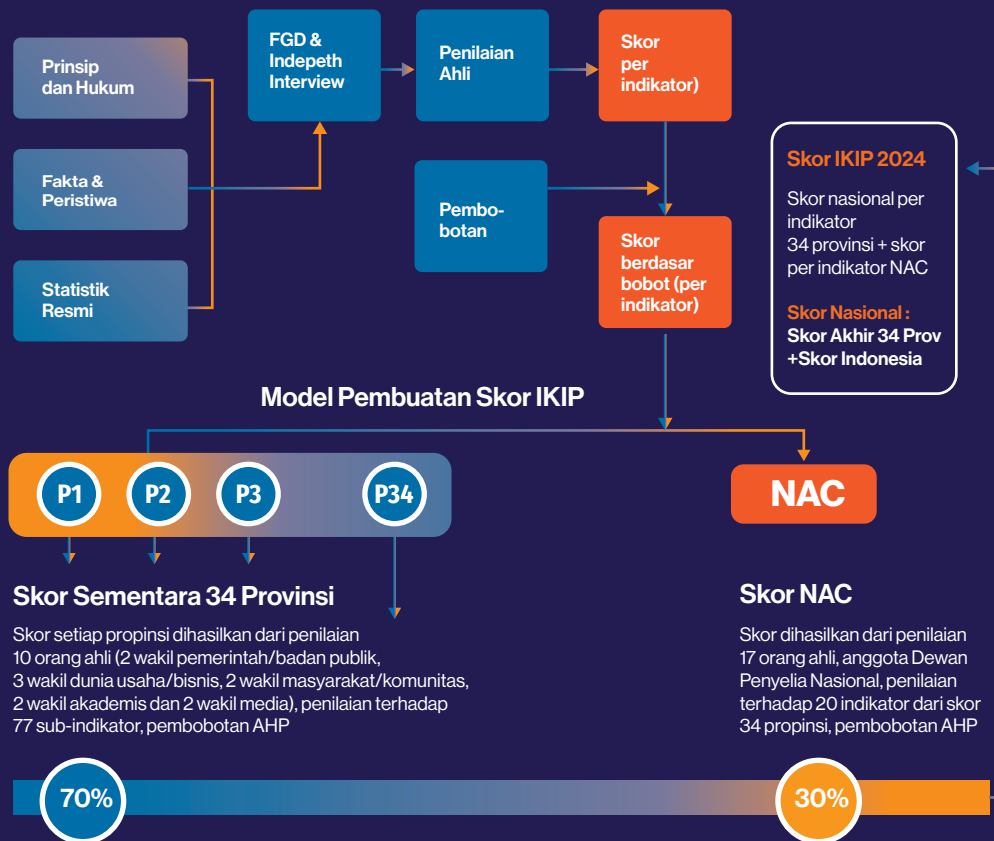 Prinsip
dan Hukum
Fakta &
Peristiwa
Statistik
Resmi
FGD &
Indepeth
Interview
Penilaian
Ahli
Skor
per
indikator)
Pembo-
botan
Skor
berdasar
bobot (per
indikator)
Skor IKIP 2024
Skor nasional per
indikator
34 provinsi + skor
per indikator NAC
Skor Nasional :
Skor Akhir 34 Prov
+Skor Indonesia
Model Pembuatan Skor IKIP
P1
P2
P3
P34
NAC
Skor Sementara 34 Provinsi
Skor setiap propinsi dihasilkan dari penilaian
10 orang ahli (2 wakil pemerintah/badan publik,
3 wakil dunia usaha/bisnis, 2 wakil masyarakat/komunitas,
2 wakil akademis dan 2 wakil media), penilaian terhadap
77 sub-indikator, pembobotan AHP
Skor NAC
Skor dihasilkan dari penilaian
17 orang ahli, anggota Dewan
Penyelia Nasional, penilaian
terhadap 20 indikator dari skor
34 propinsi, pembobotan AHP
70%
30%